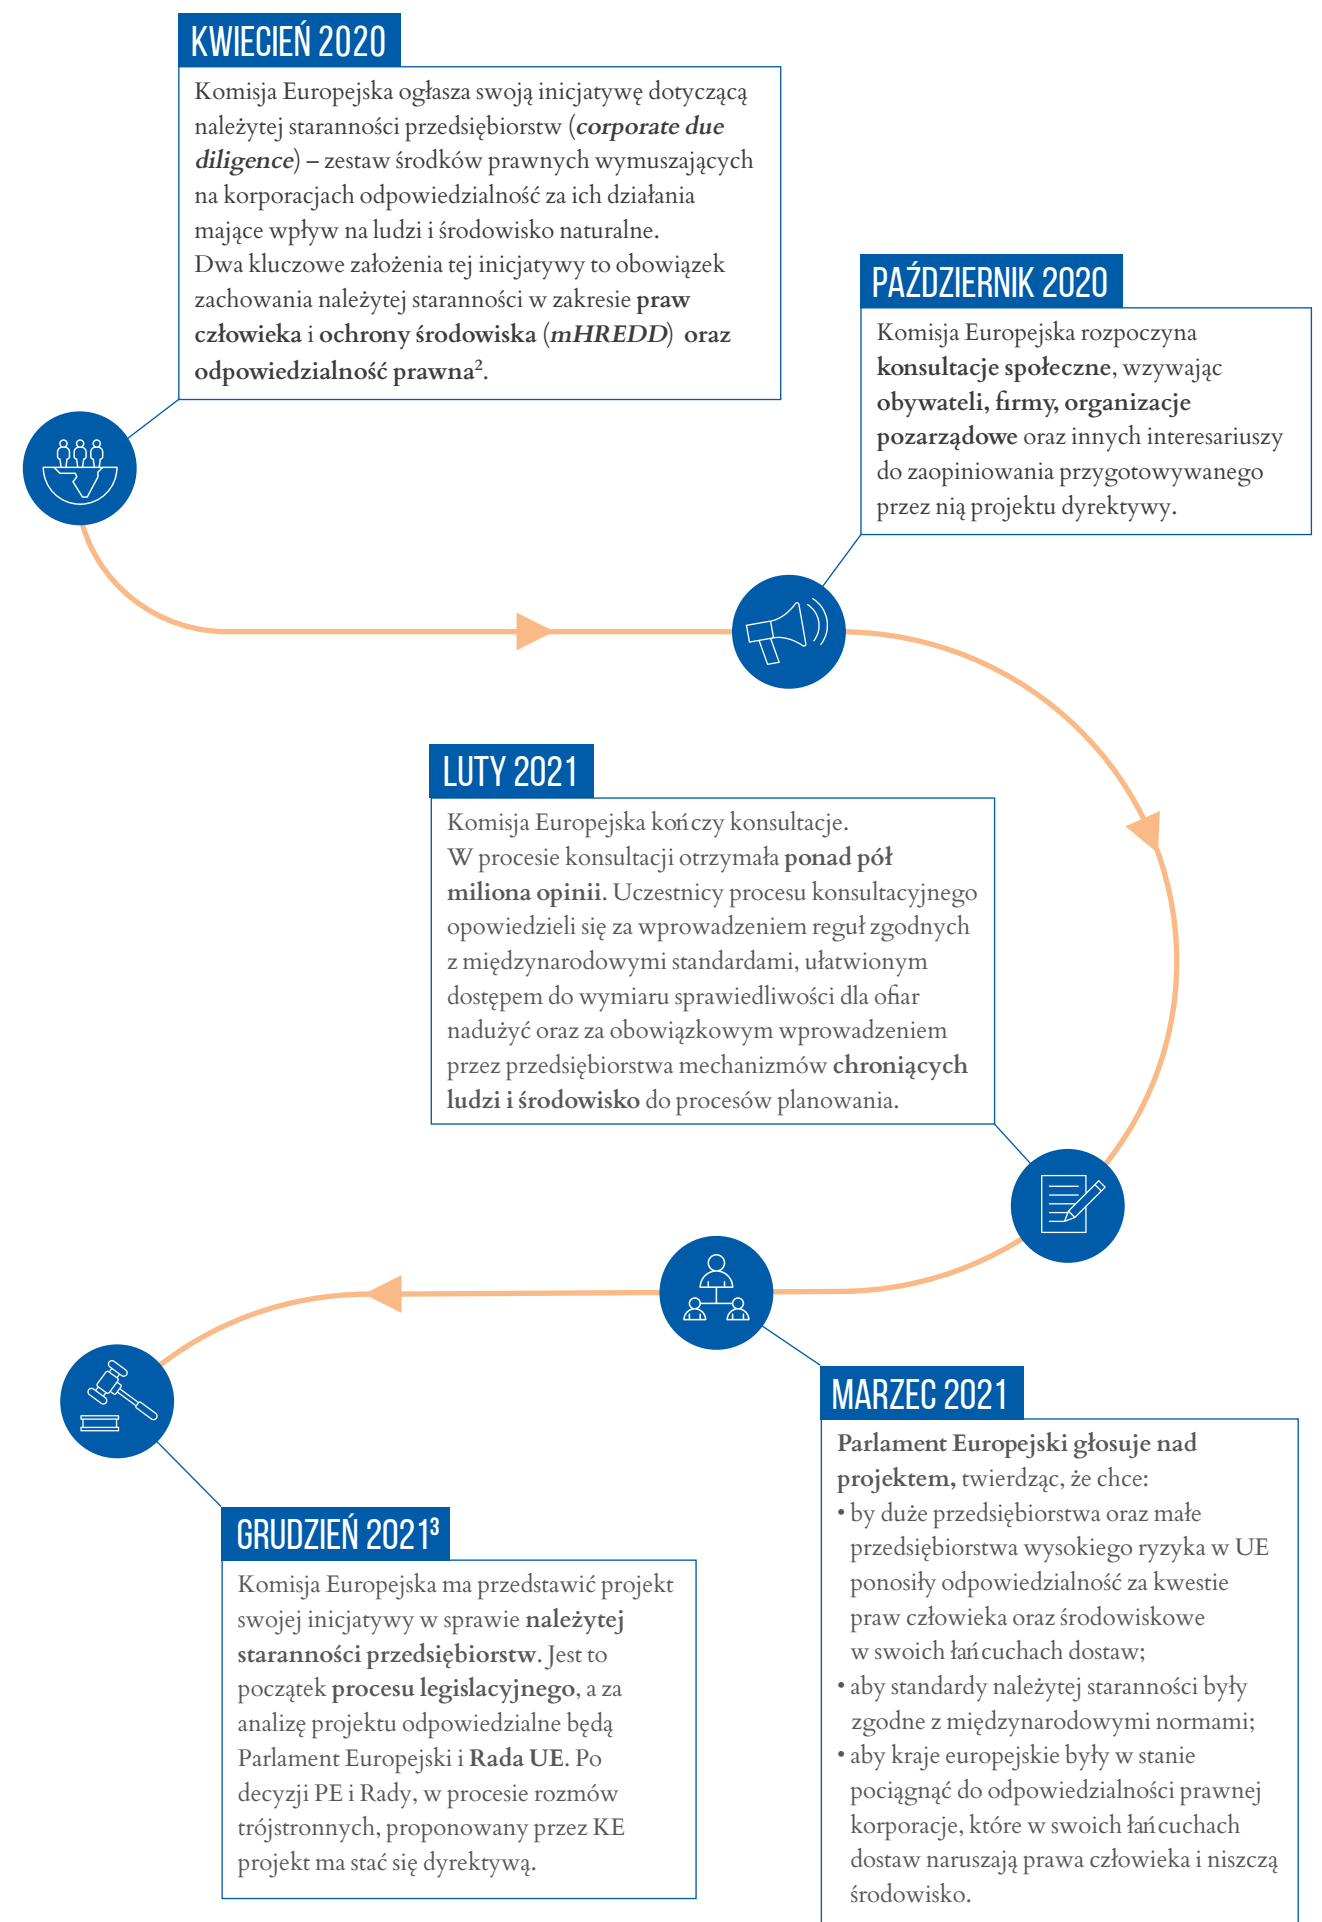 KWIECIEŃ 2020
Komisja Europejska ogłasza swoją inicjatywę dotyczącą
należytej staranności przedsiębiorstw (corporate due
diligence) – zestaw środków prawnych wymuszających
na korporacjach odpowiedzialność za ich działania
mające wpływ na ludzi i środowisko naturalne.
Dwa kluczowe założenia tej inicjatywy to obowiązek
zachowania należytej staranności w zakresie praw
człowieka i ochrony środowiska (mHREDD) oraz
odpowiedzialność prawna².
PAŹDZIERNIK 2020
Komisja Europejska rozpoczyna
konsultacje społeczne, wzywając
obywateli, firmy, organizacje
pozarządowe oraz innych interesariuszy
do zaopiniowania przygotowywanego
przez nią projektu dyrektywy.
LUTY 2021
Komisja Europejska kończy konsultacje.
W procesie konsultacji otrzymała ponad pół
miliona opinii. Uczestnicy procesu konsultacyjnego
opowiedzieli się za wprowadzeniem reguł zgodnych
z międzynarodowymi standardami, ułatwionym
dostępem do wymiaru sprawiedliwości dla ofiar
nadużyć oraz za obowiązkowym wprowadzeniem
przez przedsiębiorstwa mechanizmów chroniących
ludzi i środowisko do procesów planowania.
MARZEC 2021
Parlament Europejski głosuje nad
projektem, twierdząc, że chce:
• by duże przedsiębiorstwa oraz małe
przedsiębiorstwa wysokiego ryzyka w UE
ponosiły odpowiedzialność za kwestie
praw człowieka oraz środowiskowe
w swoich łańcuchach dostaw;
• aby standardy należytej staranności były
zgodne z międzynarodowymi normami;
• aby kraje europejskie były w stanie
pociągnąć do odpowiedzialności prawnej
korporacje, które w swoich łańcuchach
dostaw naruszają prawa człowieka i niszczą
środowisko.
GRUDZIEŃ 2021³
Komisja Europejska ma przedstawić projekt
swojej inicjatywy w sprawie należytej
staranności przedsiębiorstw. Jest to
początek procesu legislacyjnego, a za
analizę projektu odpowiedzialne będą
Parlament Europejski i Rada UE. Po
decyzji PE i Rady, w procesie rozmów
trójstronnych, proponowany przez KE
projekt ma stać się dyrektywą.